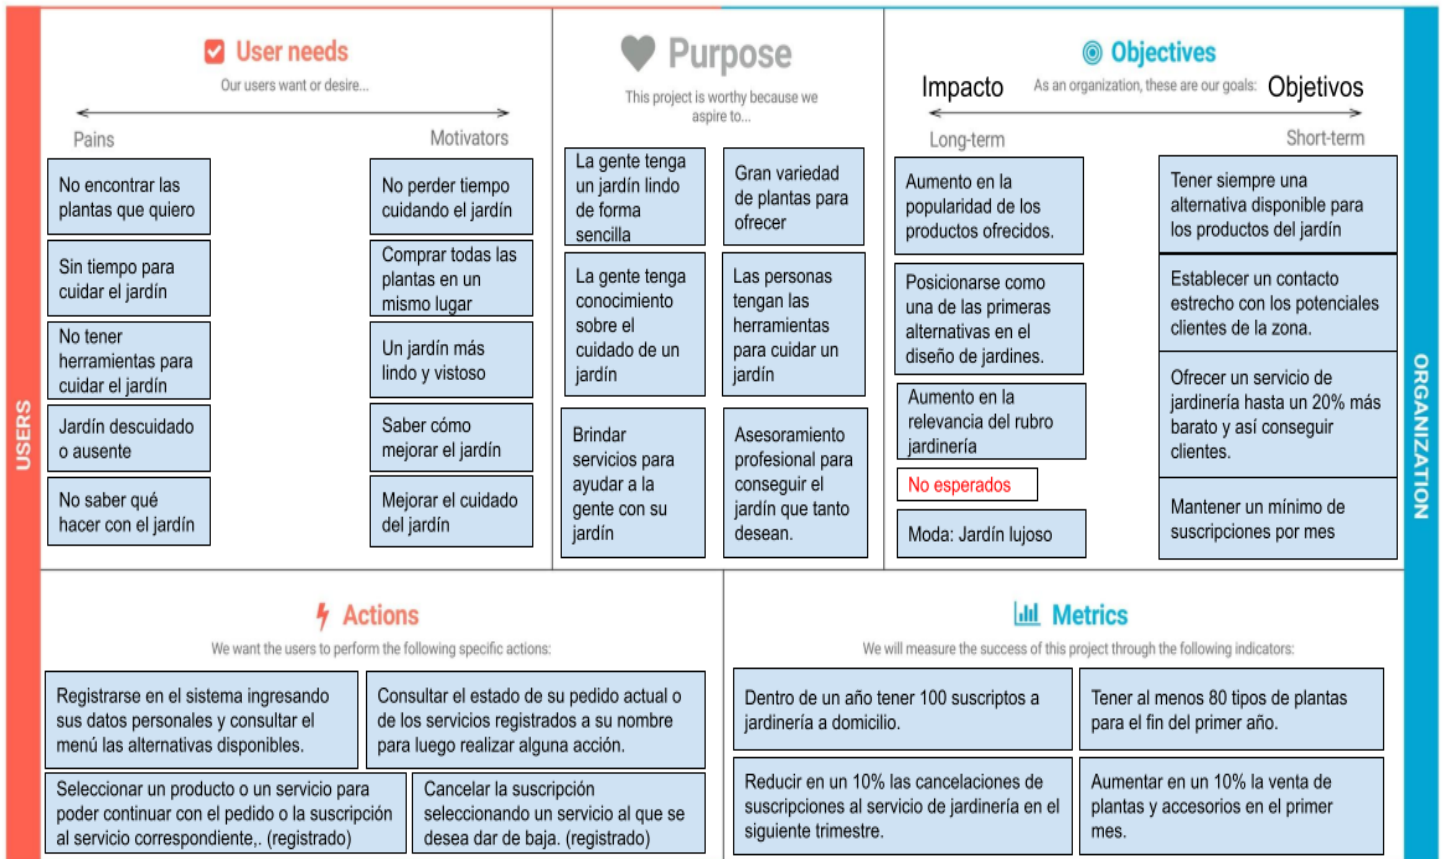 USERS
User needs
Our users want or desire...
Pains
Motivators
No encontrar las
plantas que quiero
Sin tiempo para
cuidar el jardín
No tener
herramientas para
cuidar el jardín
Jardín descuidado
o ausente
No saber qué
hacer con el jardín
No perder tiempo
cuidando el jardín
Comprar todas las
plantas en un
mismo lugar
Un jardín más
lindo y vistoso
Saber cómo
mejorar el jardín
Mejorar el cuidado
del jardín
Purpose
This project is worthy because we
aspire to...
La gente tenga
un jardín lindo
de forma
sencilla
Gran variedad
de plantas para
ofrecer
La gente tenga
conocimiento
sobre el
cuidado de un
jardín
Las personas
tengan las
herramientas
para cuidar un
jardín
Brindar
servicios para
ayudar a la
gente con su
jardín
Asesoramiento
profesional para
conseguir el
jardín que tanto
desean.
Objectives
Impacto
As an organization, these are our goals:
Objetivos
Long-term
Short-term
Aumento en la
popularidad de los
productos ofrecidos.
Posicionarse como
una de las primeras
alternativas en el
diseño de jardines.
Aumento en la
relevancia del rubro
jardinería
No esperados
Moda: Jardín lujoso
Tener siempre una
alternativa disponible para
los productos del jardín
Establecer un contacto
estrecho con los potenciales
clientes de la zona.
Ofrecer un servicio de
jardinería hasta un 20% más
barato y así conseguir
clientes.
Mantener un mínimo de
suscripciones por mes
ORGANIZATION
Actions
We want the users to perform the following specific actions:
Registrarse en el sistema ingresando
sus datos personales y consultar el
menú las alternativas disponibles.
Consultar el estado de su pedido actual o
de los servicios registrados a su nombre
para luego realizar alguna acción.
Seleccionar un producto o un servicio para
poder continuar con el pedido o la suscripción
al servicio correspondiente,. (registrado)
Cancelar la suscripción
seleccionando un servicio al que se
desea dar de baja. (registrado)
Metrics
We will measure the success of this project through the following indicators:
Dentro de un año tener 100 suscriptos a
jardinería a domicilio.
Tener al menos 80 tipos de plantas
para el fin del primer año.
Reducir en un 10% las cancelaciones de
suscripciones al servicio de jardinería en el
siguiente trimestre.
Aumentar en un 10% la venta de
plantas y accesorios en el primer
mes.